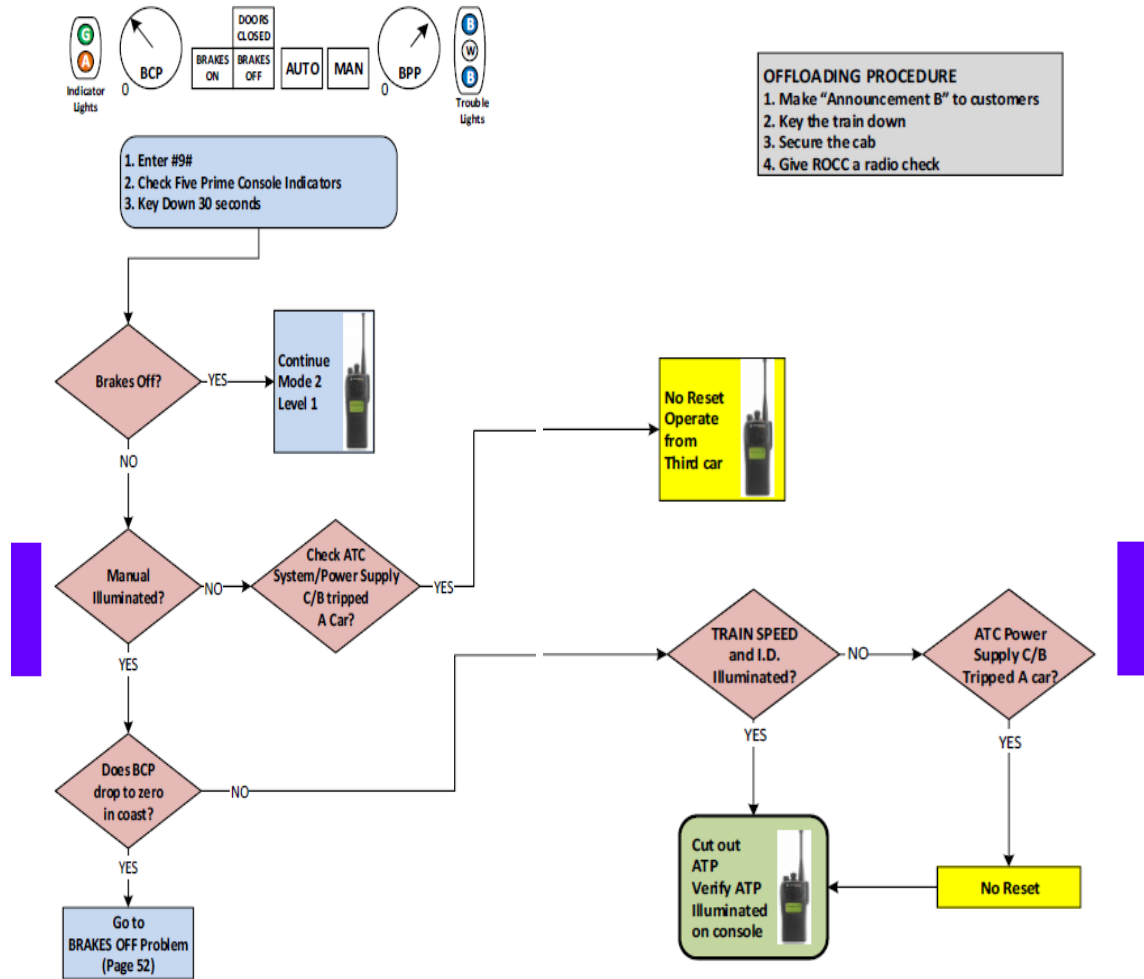 G
A
Indicator
Lights
0
BCP
DOORS
CLOSED
BRAKES
ON
BRAKES
OFF
AUTO
MAN
0
BPP
B
W
B
Trouble
Lights
OFFLOADING PROCEDURE
1. Make “Announcement B” to customers
2. Key the train down
3. Secure the cab
4. Give ROCC a radio check
1. Enter #9#
2. Check Five Prime Console Indicators
3. Key Down 30 seconds
Brakes Off?
YES
Continue
Mode 2
Level 1
NO
No Reset
Operate
from
Third car
Manual
Illuminated?
NO
Check ATC
System/Power Supply
C/B tripped
A Car?
YES
YES
TRAIN SPEED
and I.D.
Illuminated?
NO
ATC Power
Supply C/B
Tripped A car?
YES
YES
Does BCP
drop to zero
in coast?
NO
YES
Cut out
ATP
Verify ATP
Illuminated
on console
No Reset
Go to
BRAKES OFF Problem
(Page 52)